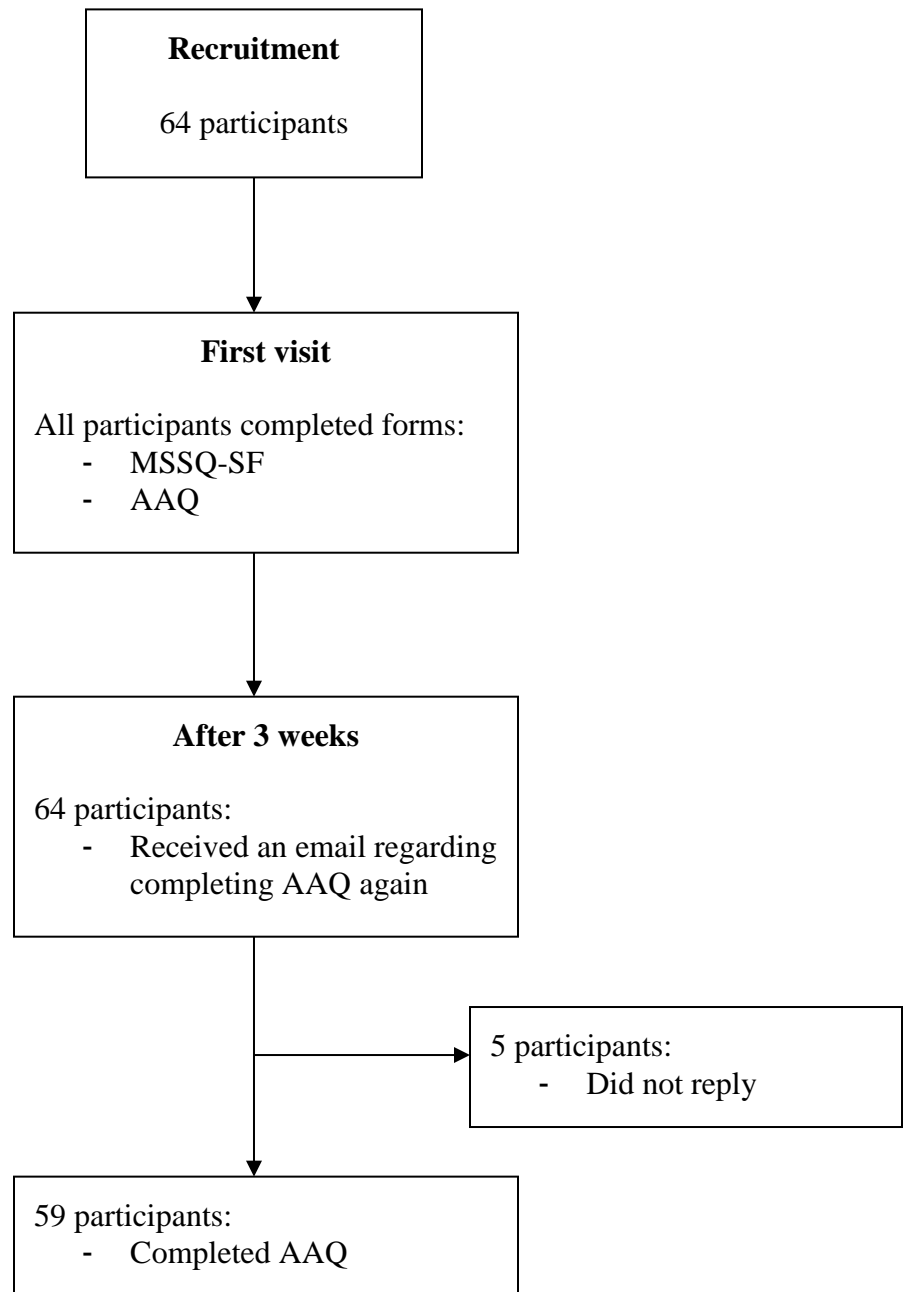 Recruitment
64 participants
First visit
All participants completed forms:
- MSSQ-SF
- AAQ
After 3 weeks
64 participants:
- Received an email regarding
completing AAQ again
5 participants:
- Did not reply
59 participants:
- Completed AAQ